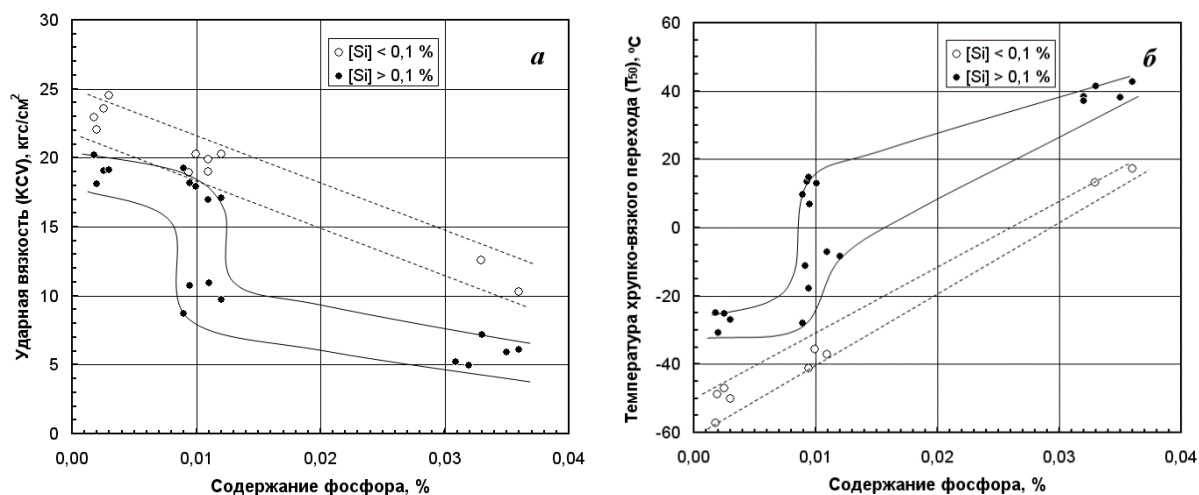 Ударная вязкость (KCV), кгс/см²
30
25
20
15
10
5
0
0,00 0,01 0,02 0,03 0,04
Содержание фосфора, %
[Si] < 0,1 %
[Si] > 0,1 %
а
Температура хрупко-вязкого перехода (T50), ºC
60
40
20
0
-20
-40
-60
0,00 0,01 0,02 0,03 0,04
Содержание фосфора, %
[Si] < 0,1 %
[Si] > 0,1 %
б